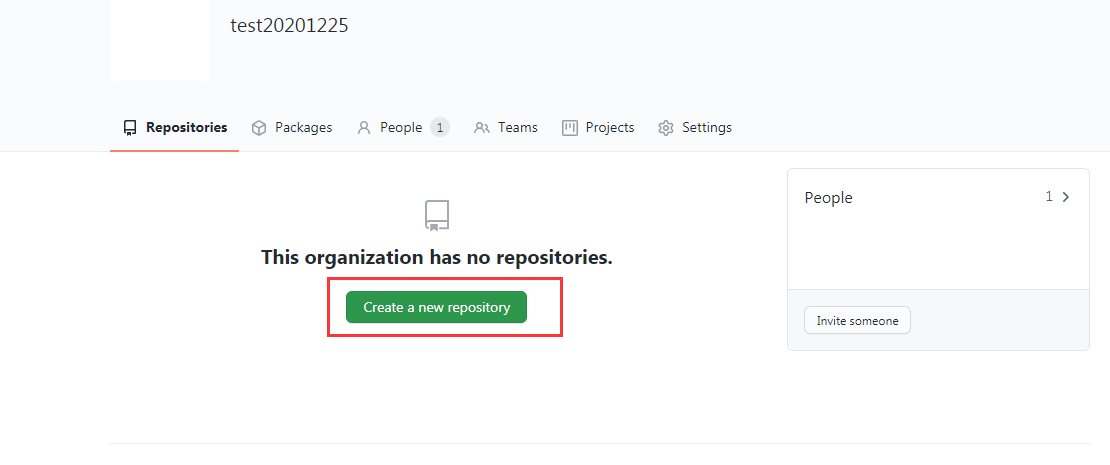 test20201225
Repositories Packages People 1 Teams Projects Settings
People 1
This organization has no repositories.
Create a new repository
Invite someone